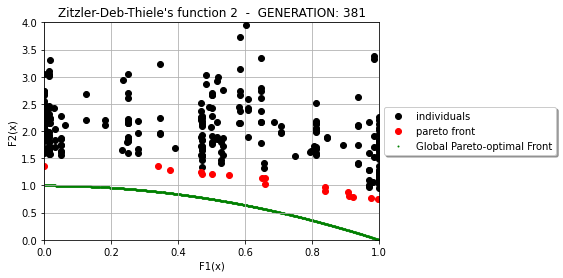 Zitzler-Deb-Thiele's function 2 - GENERATION: 381
4.0
3.5
3.0
2.5
2.0
1.5
1.0
0.5
0.0
F2(x)
0.0 0.2 0.4 0.6 0.8 1.0
F1(x)
individuals
pareto front
Global Pareto-optimal Front